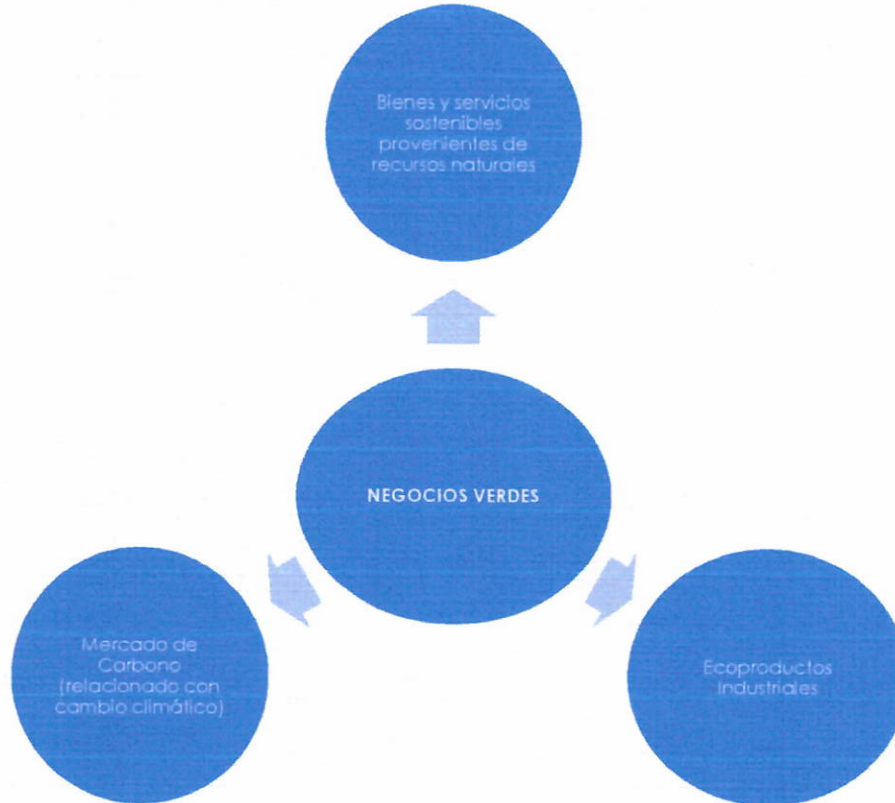 Bienes y servicios
sostenibles
provenientes de
recursos naturales
NEGOCIOS VERDES
Mercado de
Carbono
(relacionado con
cambio climático)
Ecoproductos
Industriales